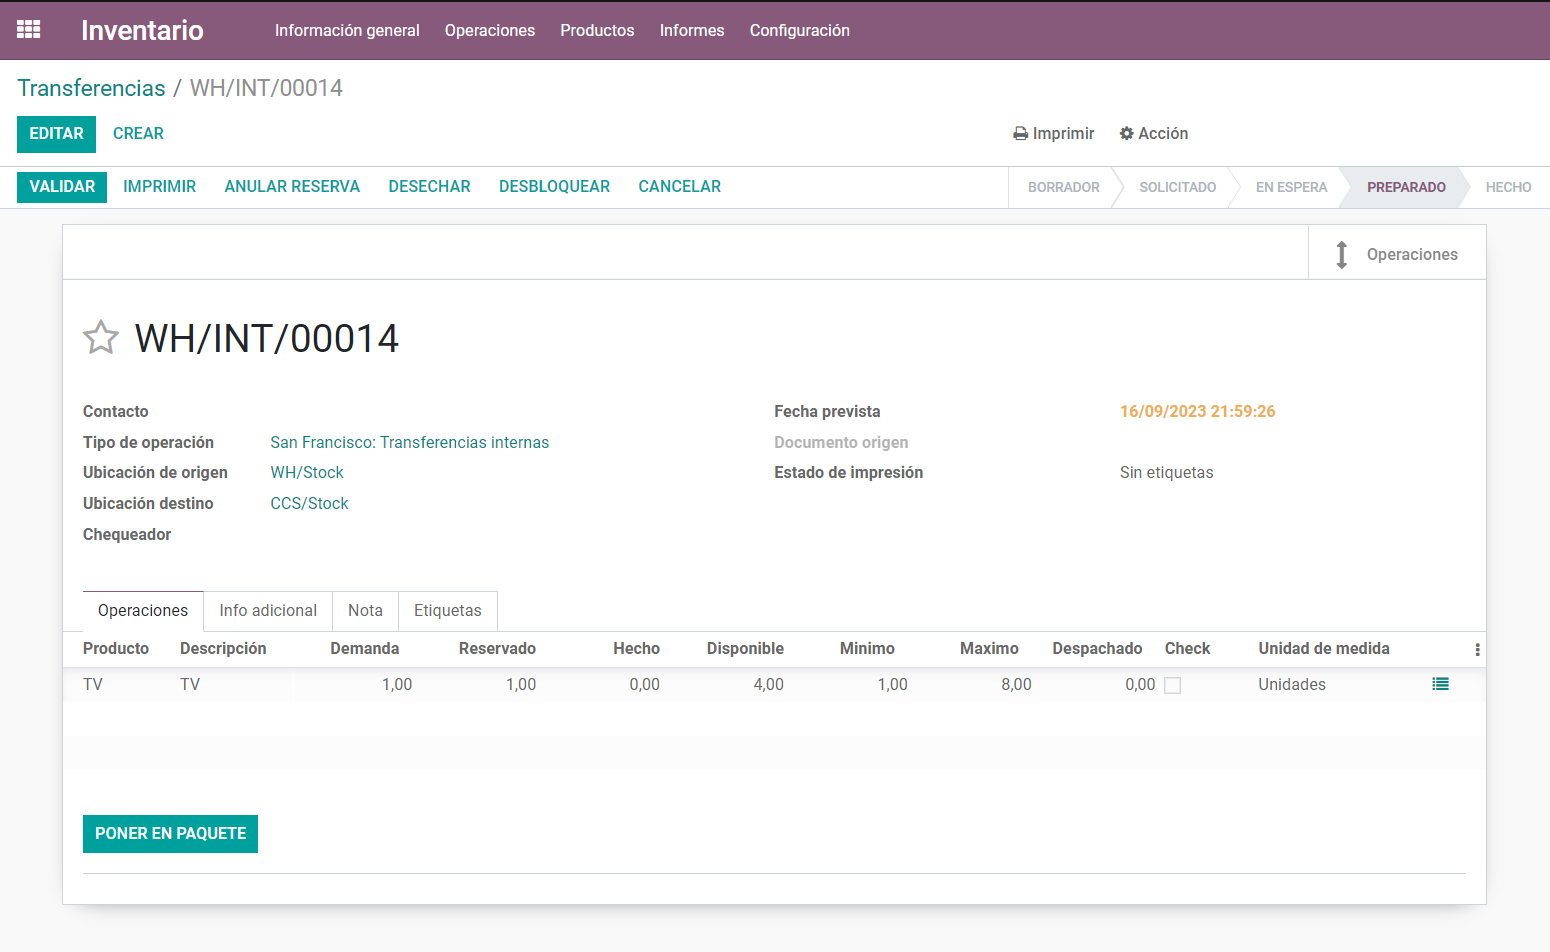 Inventario Información general Operaciones Productos Informes Configuración
Transferencias / WH/INT/00014
EDITAR CREAR Imprimir Acción
VALIDAR IMPRIMIR ANULAR RESERVA DESECHAR DESBLOQUEAR CANCELAR BORRADOR SOLICITADO EN ESPERA PREPARADO HECHO
Operaciones
WH/INT/00014
Contacto Fecha prevista 16/09/2023 21:59:26
Tipo de operación San Francisco: Transferencias internas Documento origen
Ubicación de origen WH/Stock Estado de impresión Sin etiquetas
Ubicación destino CCS/Stock
Chequeador
Operaciones Info adicional Nota Etiquetas
Producto Descripción Demanda Reservado Hecho Disponible Minimo Maximo Despachado Check Unidad de medida
TV TV 1,00 1,00 0,00 4,00 1,00 8,00 0,00 Unidades
PONER EN PAQUETE